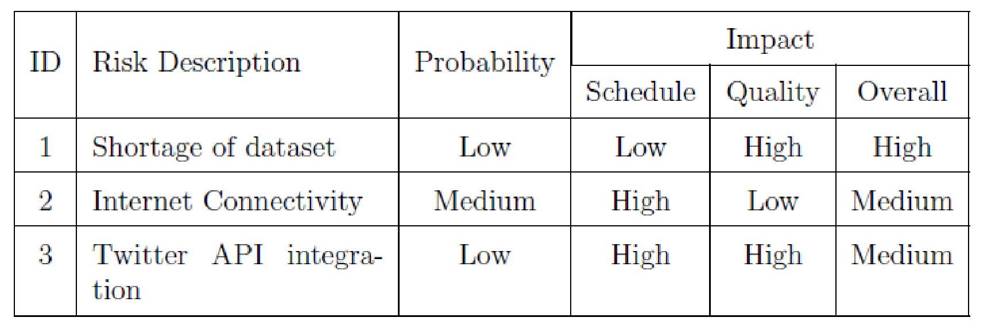 Impact
ID Risk Description Probability
Schedule Quality Overall
1 Shortage of dataset Low Low High High
2 Internet Connectivity Medium High Low Medium
3 Twitter API integra- Low High High Medium
tion